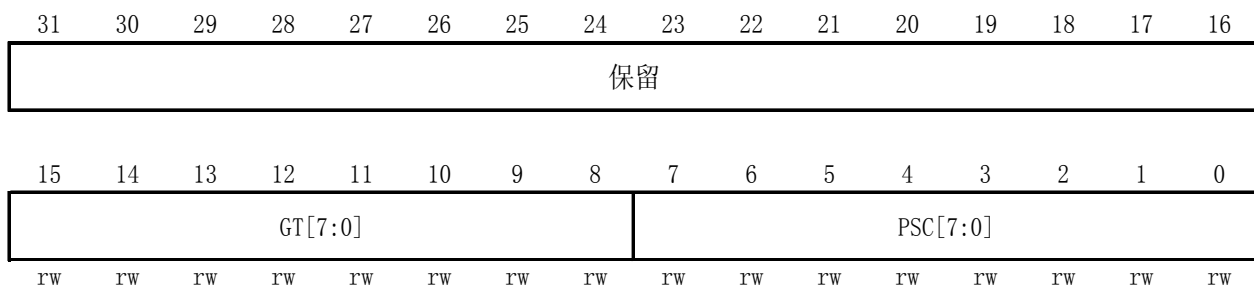 31 30 29 28 27 26 25 24 23 22 21 20 19 18 17 16
保留
15 14 13 12 11 10 9 8 7 6 5 4 3 2 1 0
GT[7:0] PSC[7:0]
rw rw rw rw rw rw rw rw rw rw rw rw rw rw rw rw